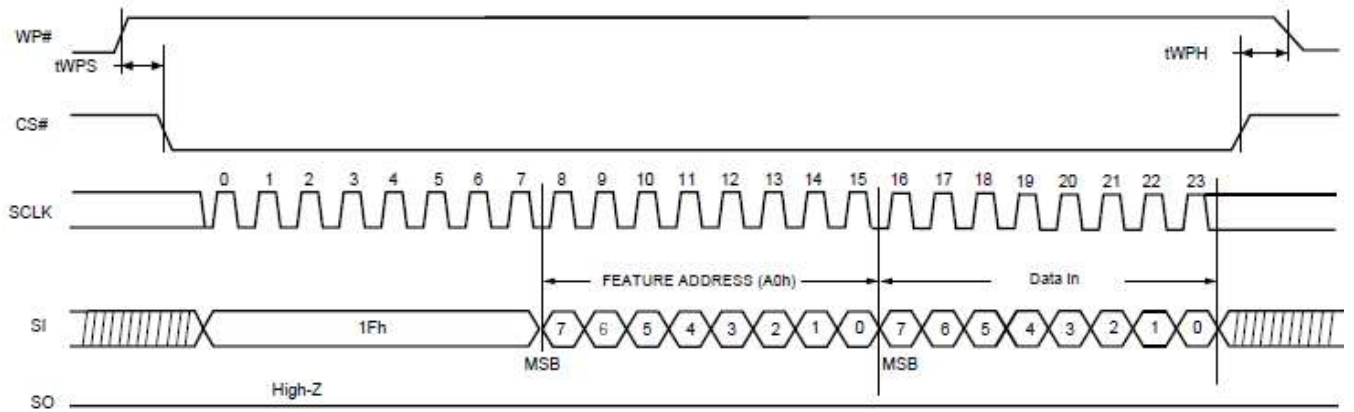 WP#
tWPS
tWPH
CS#
0 1 2 3 4 5 6 7 8 9 10 11 12 13 14 15 16 17 18 19 20 21 22 23
SCLK
FEATURE ADDRESS (A0h) Data In
SI 1Fh 7 6 5 4 3 2 1 0 7 6 5 4 3 2 1 0
MSB MSB
High-Z
SO